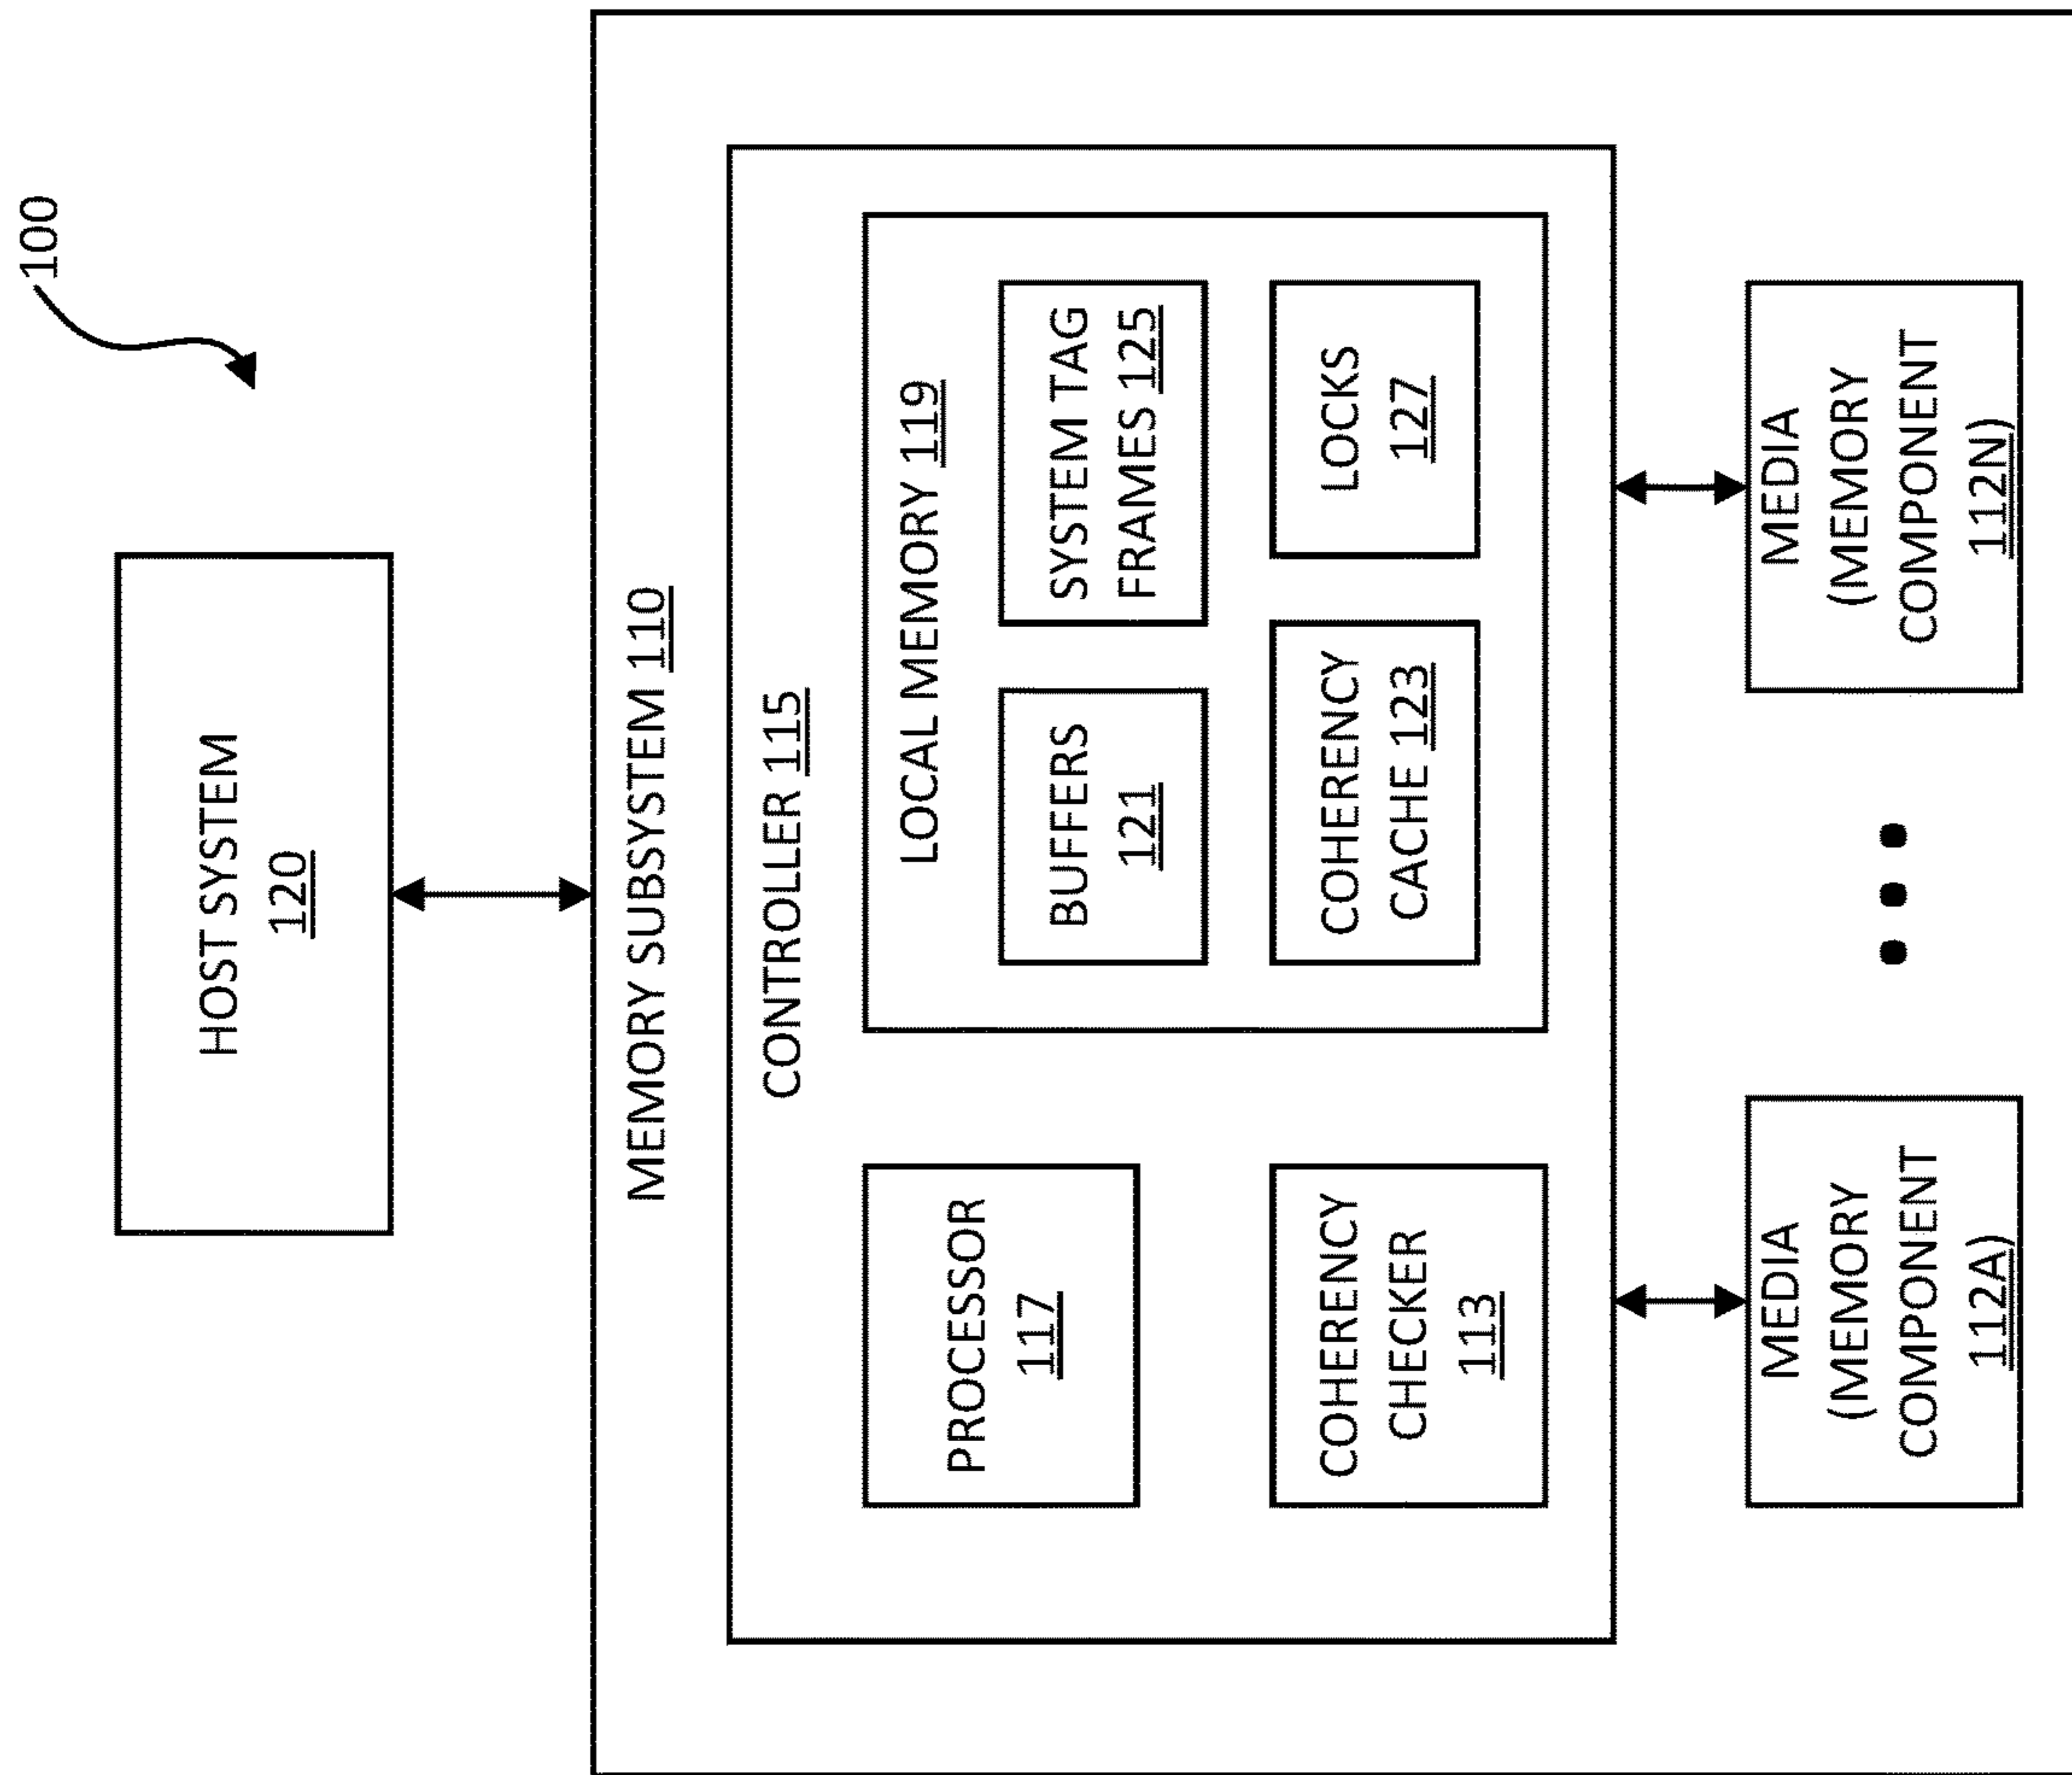 100
HOST SYSTEM
120
MEMORY SUBSYSTEM 110
CONTROLLER 115
PROCESSOR
117
LOCAL MEMORY 119
BUFFERS
121
SYSTEM TAG
FRAMES 125
COHERENCY
CHECKER
113
COHERENCY
CACHE 123
LOCKS
127
MEDIA
(MEMORY
COMPONENT
112A)
MEDIA
(MEMORY
COMPONENT
112N)